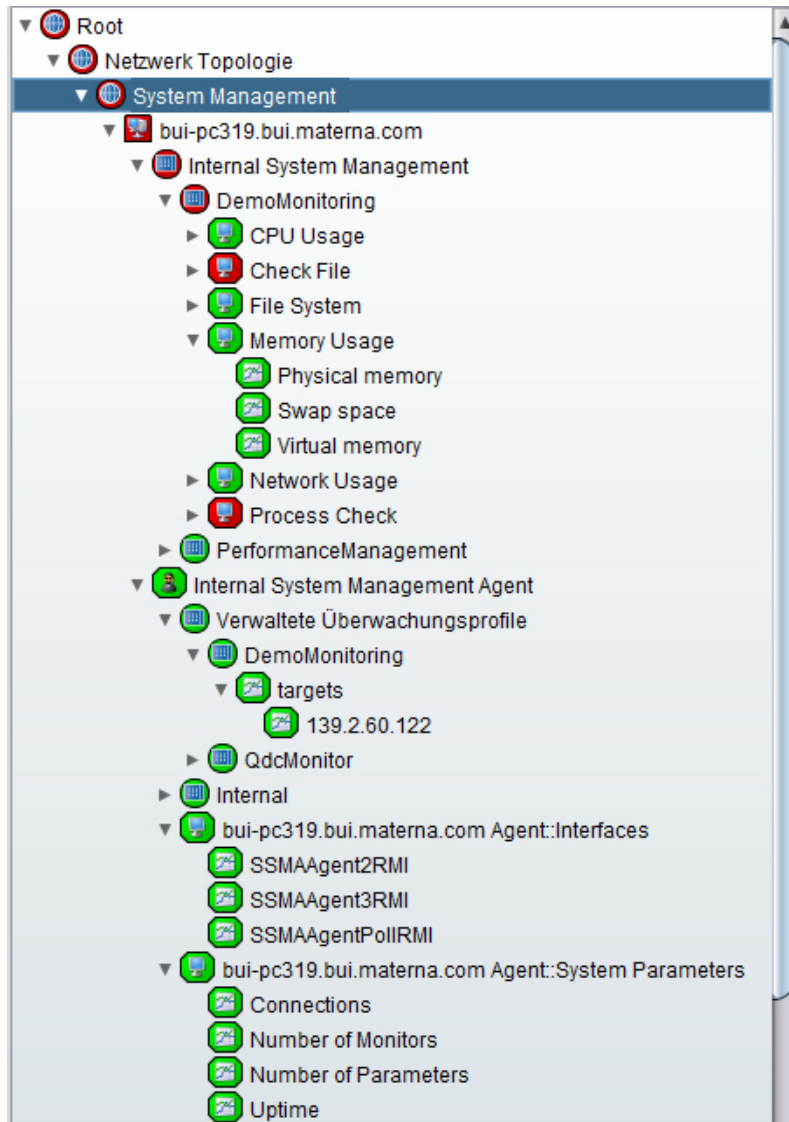 Root
Netzwerk Topologie
System Management
bui-pc319.bui.materna.com
Internal System Management
DemoMonitoring
CPU Usage
Check File
File System
Memory Usage
Physical memory
Swap space
Virtual memory
Network Usage
Process Check
PerformanceManagement
Internal System Management Agent
Verwaltete Überwachungsprofile
DemoMonitoring
targets
139.2.60.122
QdcMonitor
Internal
bui-pc319.bui.materna.com Agent::Interfaces
SSMAAgent2RMI
SSMAAgent3RMI
SSMAAgentPollRMI
bui-pc319.bui.materna.com Agent::System Parameters
Connections
Number of Monitors
Number of Parameters
Uptime